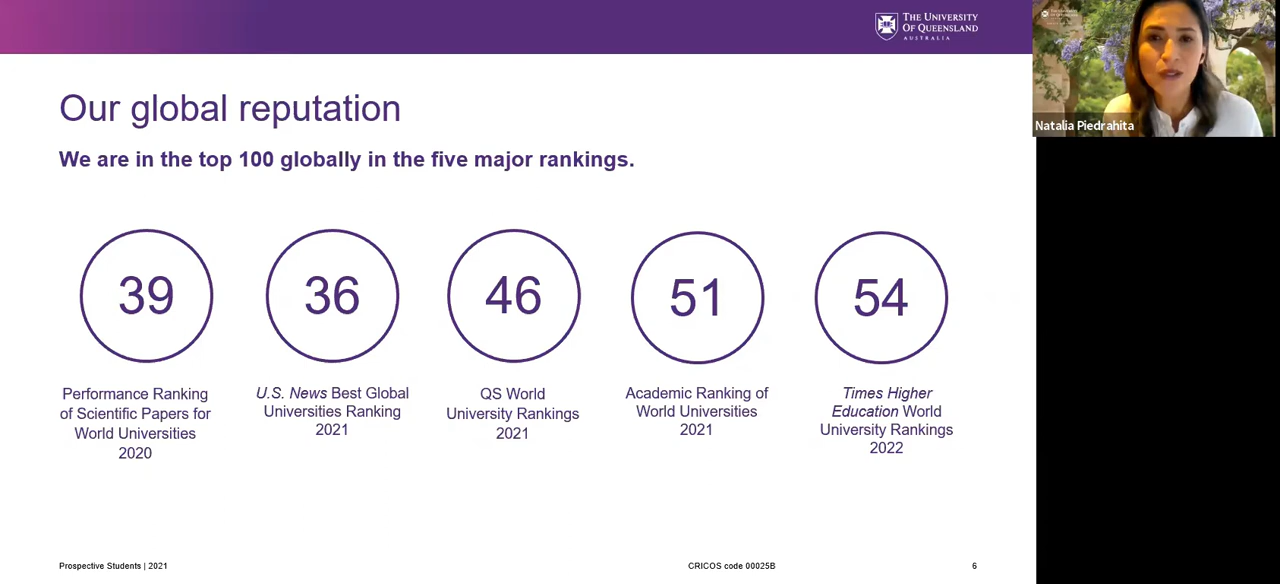 THE UNIVERSITY
OF QUEENSLAND
AUSTRALIA
Natalia Piedrahita
Our global reputation
We are in the top 100 globally in the five major rankings.
39
Performance Ranking
of Scientific Papers for
World Universities
2020
36
U.S. News Best Global
Universities Ranking
2021
46
QS World
University Rankings
2021
51
Academic Ranking of
World Universities
2021
54
Times Higher
Education World
University Rankings
2022
Prospective Students | 2021
CRICOS code 00025B
6